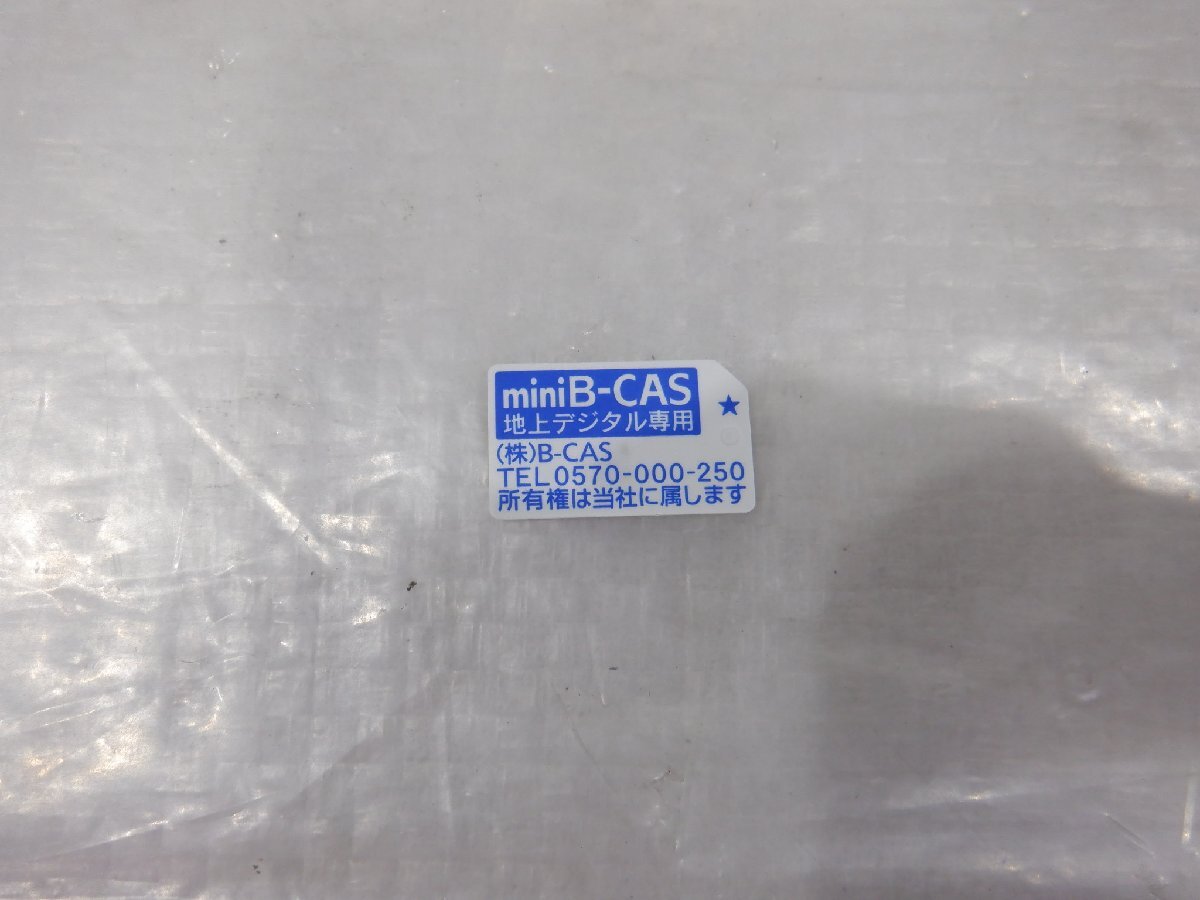 miniB-CAS
地上デジタル専用
★
(株)B-CAS
TEL0570-000-250
所有権は当社に属します